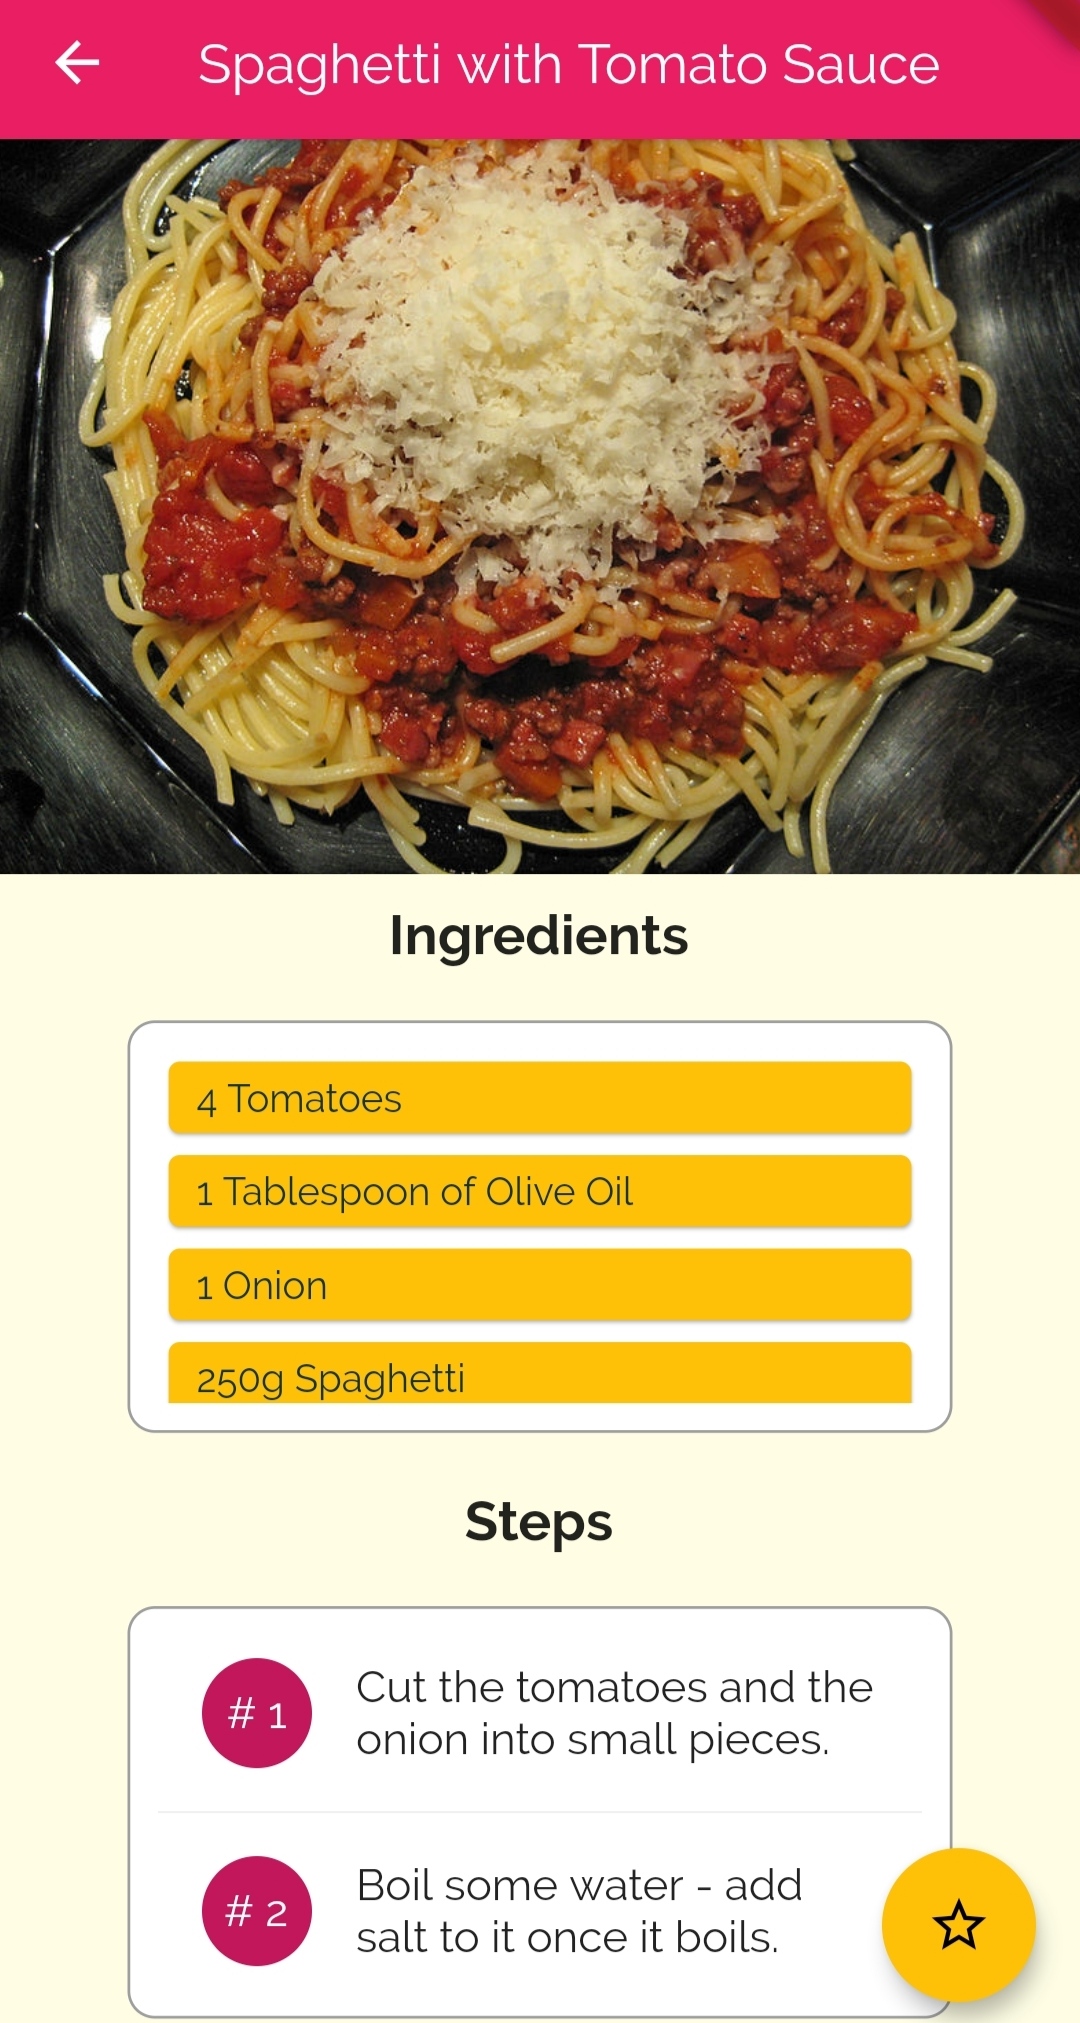 Spaghetti with Tomato Sauce
Ingredients
4 Tomatoes
1 Tablespoon of Olive Oil
1 Onion
250g Spaghetti
Steps
# 1
Cut the tomatoes and the
onion into small pieces.
# 2
Boil some water - add
salt to it once it boils.